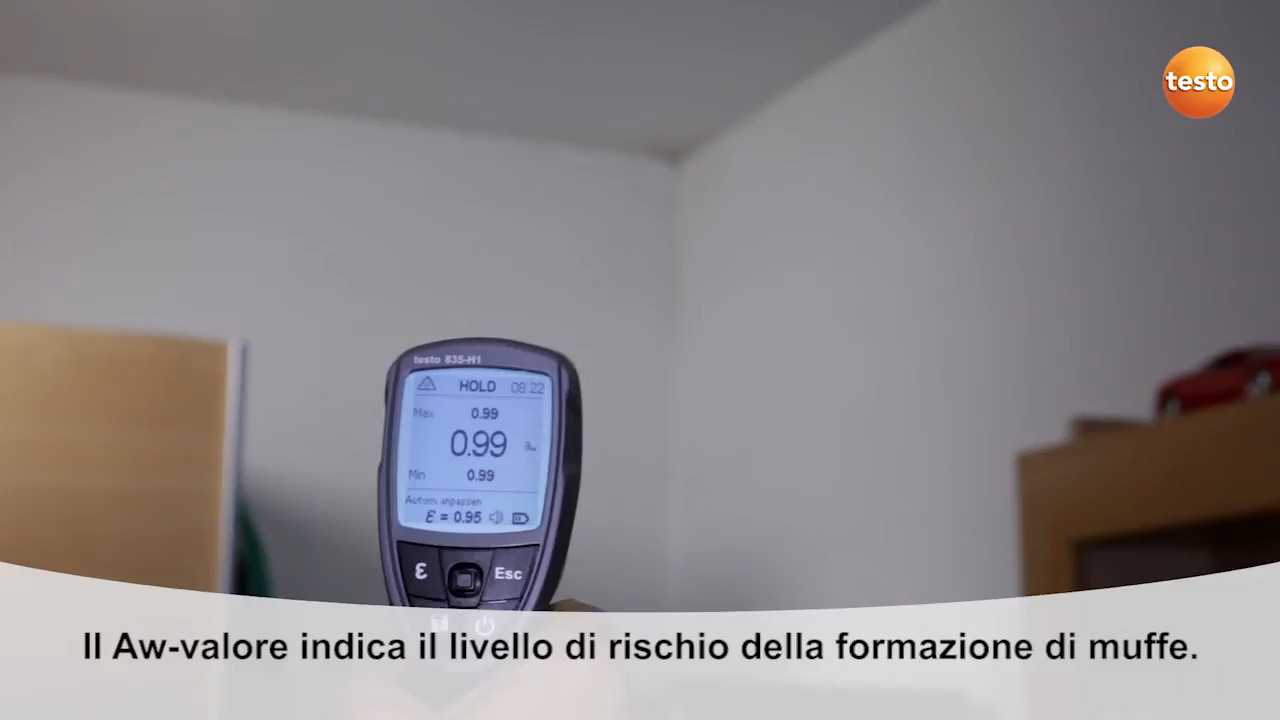 testo
testo 835-H1
HOLD 08:22
Max 0.99
0.99 aw
Min 0.99
Autom. anpassen
ε = 0.95
ε Esc
Il Aw-valore indica il livello di rischio della formazione di muffe.